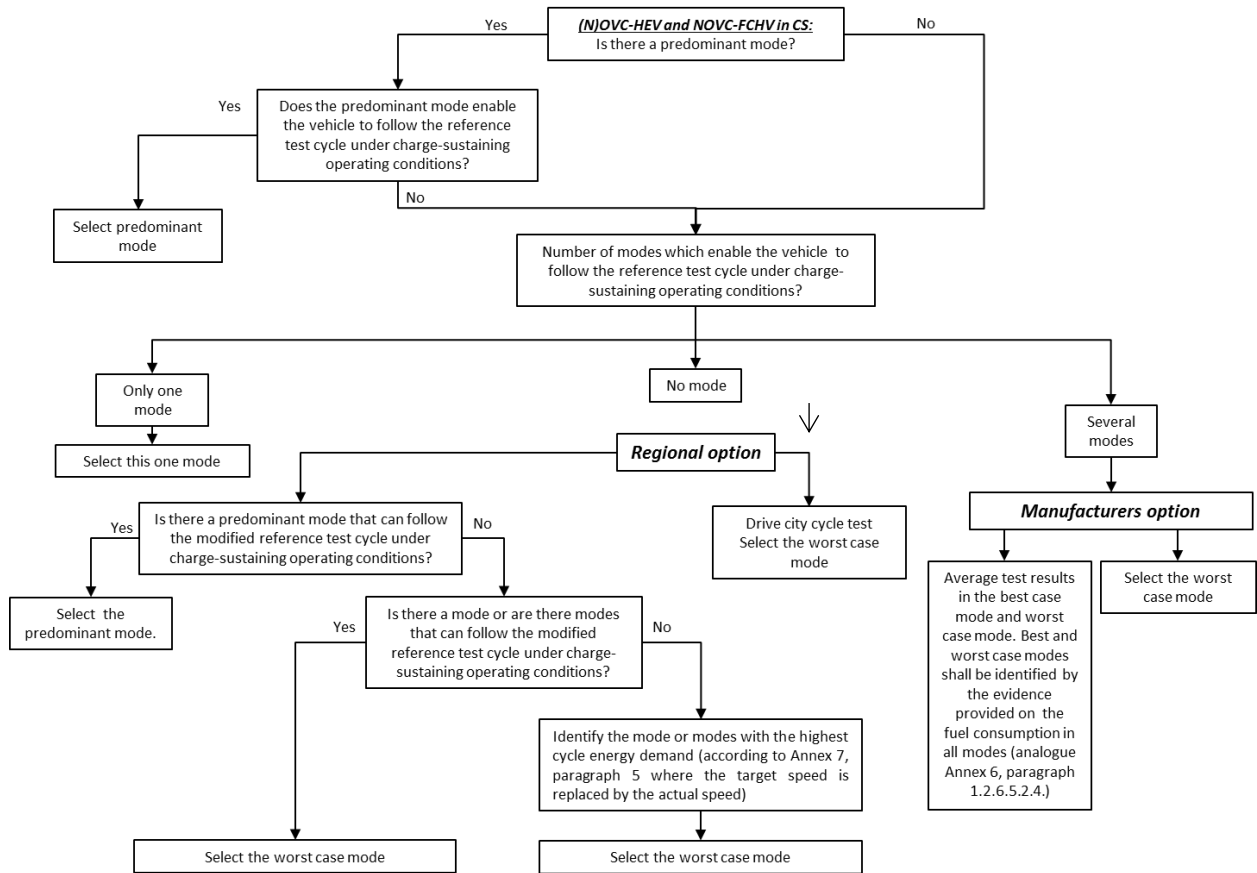 (N)OVC-HEV and NOVC-FCHV in CS:
Is there a predominant mode?
Yes
No
Does the predominant mode enable
the vehicle to follow the reference
test cycle under charge-sustaining
operating conditions?
Yes
No
Select predominant
mode
Number of modes which enable the vehicle to
follow the reference test cycle under charge-
sustaining operating conditions?
Only one
mode
No mode
Several
modes
Select this one mode
Regional option
Manufacturers option
Is there a predominant mode that can follow
the modified reference test cycle under
charge-sustaining operating conditions?
Yes
No
Drive city cycle test
Select the worst case
mode
Average test results
in the best case
mode and worst
case mode. Best and
worst case modes
shall be identified by
the evidence
provided on the
fuel consumption in
all modes (analogue
Annex 6, paragraph
1.2.6.5.2.4.)
Select the worst
case mode
Select the
predominant mode.
Is there a mode or are there modes
that can follow the modified
reference test cycle under charge-
sustaining operating conditions?
Yes
No
Identify the mode or modes with the highest
cycle energy demand (according to Annex 7,
paragraph 5 where the target speed is
replaced by the actual speed)
Select the worst case mode
Select the worst case mode